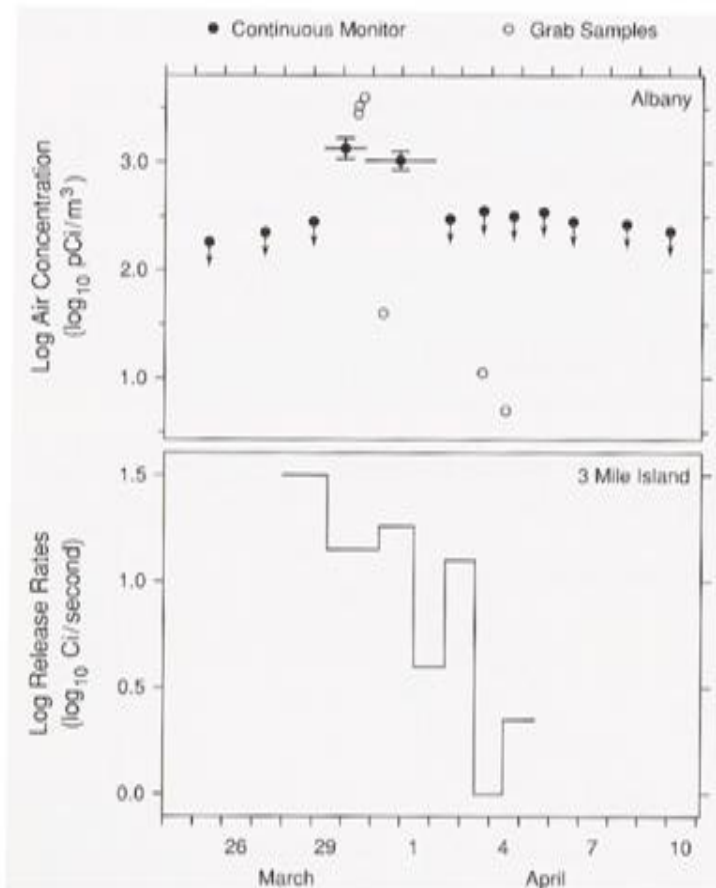 Continuous Monitor Grab Samples
Albany
Log Air Concentration
(log10 pCi/m3)
3.0
2.0
1.0
3 Mile Island
Log Release Rates
(log10 Ci/second)
1.5
1.0
0.5
0.0
26 29 1 4 7 10
March April